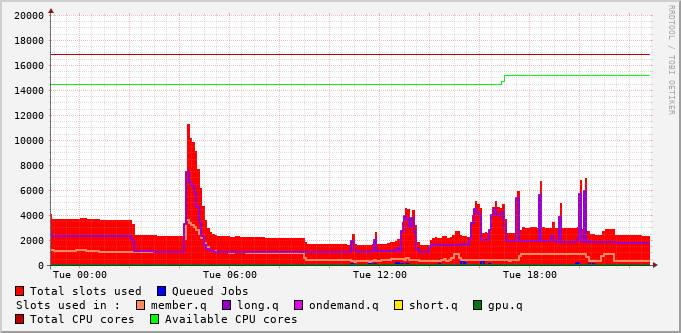 20000
18000
16000
14000
12000
10000
8000
6000
4000
2000
0
Tue 00:00 Tue 06:00 Tue 12:00 Tue 18:00
RRDTOOL / TOBI OETIKER
Total slots used Queued Jobs
Slots used in : member.q long.q ondemand.q short.q gpu.q
Total CPU cores Available CPU cores